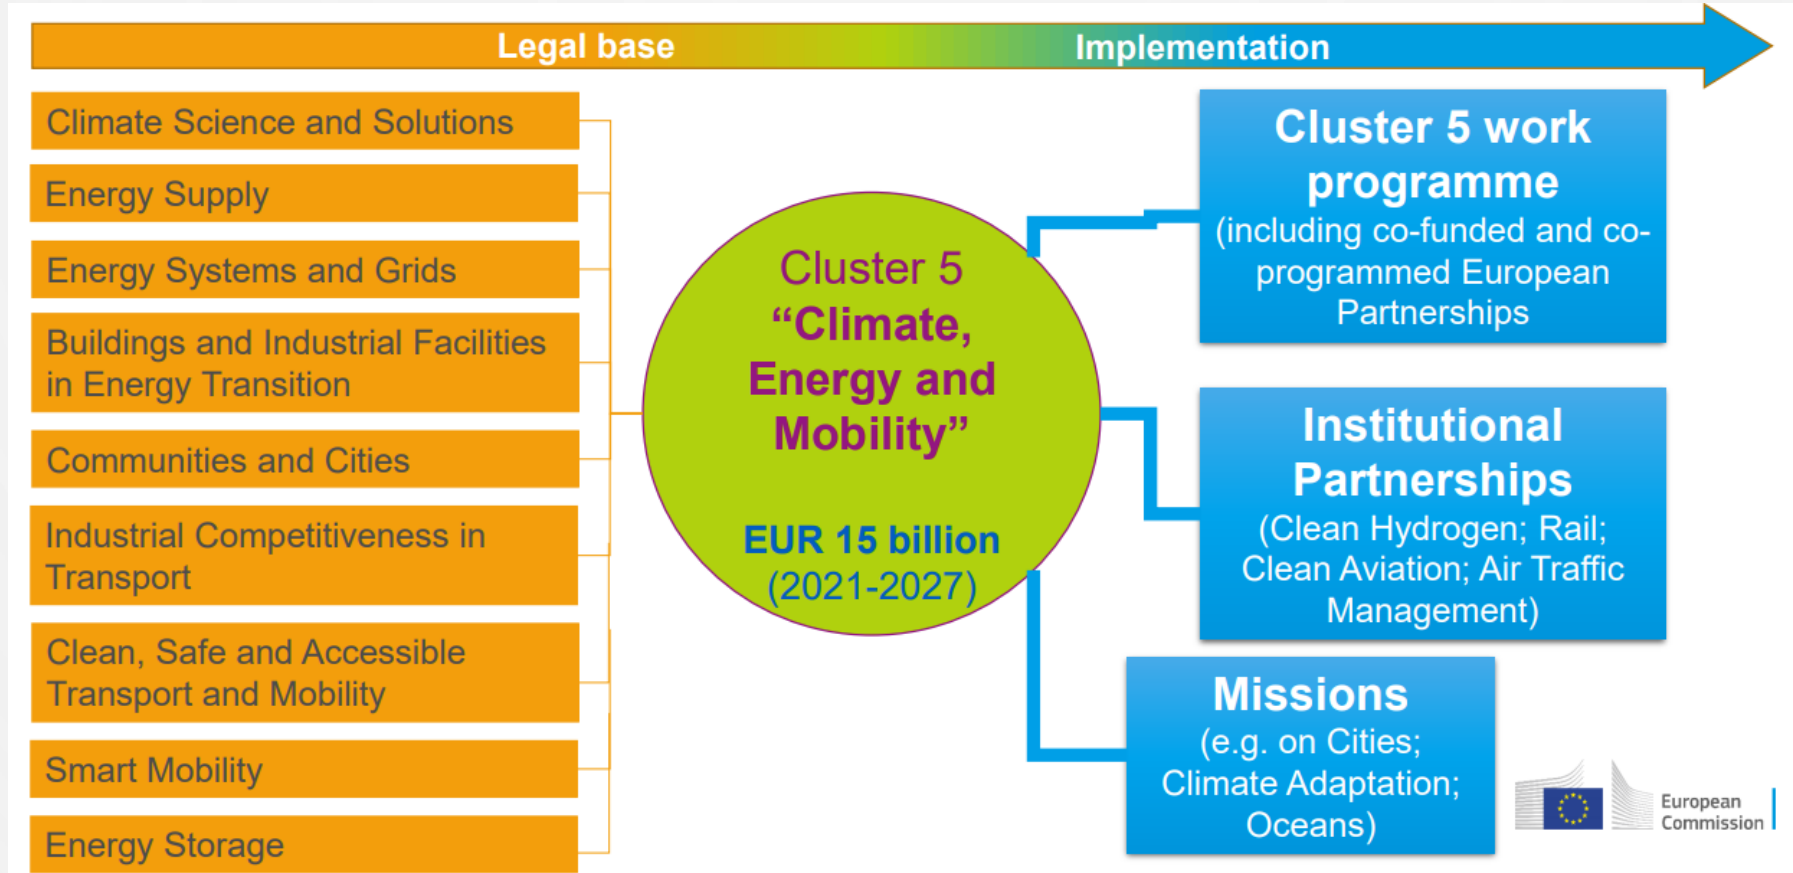 Legal base
Implementation
Climate Science and Solutions
Energy Supply
Energy Systems and Grids
Buildings and Industrial Facilities
in Energy Transition
Communities and Cities
Industrial Competitiveness in
Transport
Clean, Safe and Accessible
Transport and Mobility
Smart Mobility
Energy Storage
Cluster 5
“Climate,
Energy and
Mobility”
EUR 15 billion
(2021-2027)
Cluster 5 work
programme
(including co-funded and co-
programmed European
Partnerships
Institutional
Partnerships
(Clean Hydrogen; Rail;
Clean Aviation; Air Traffic
Management)
Missions
(e.g. on Cities;
Climate Adaptation;
Oceans)
European
Commission